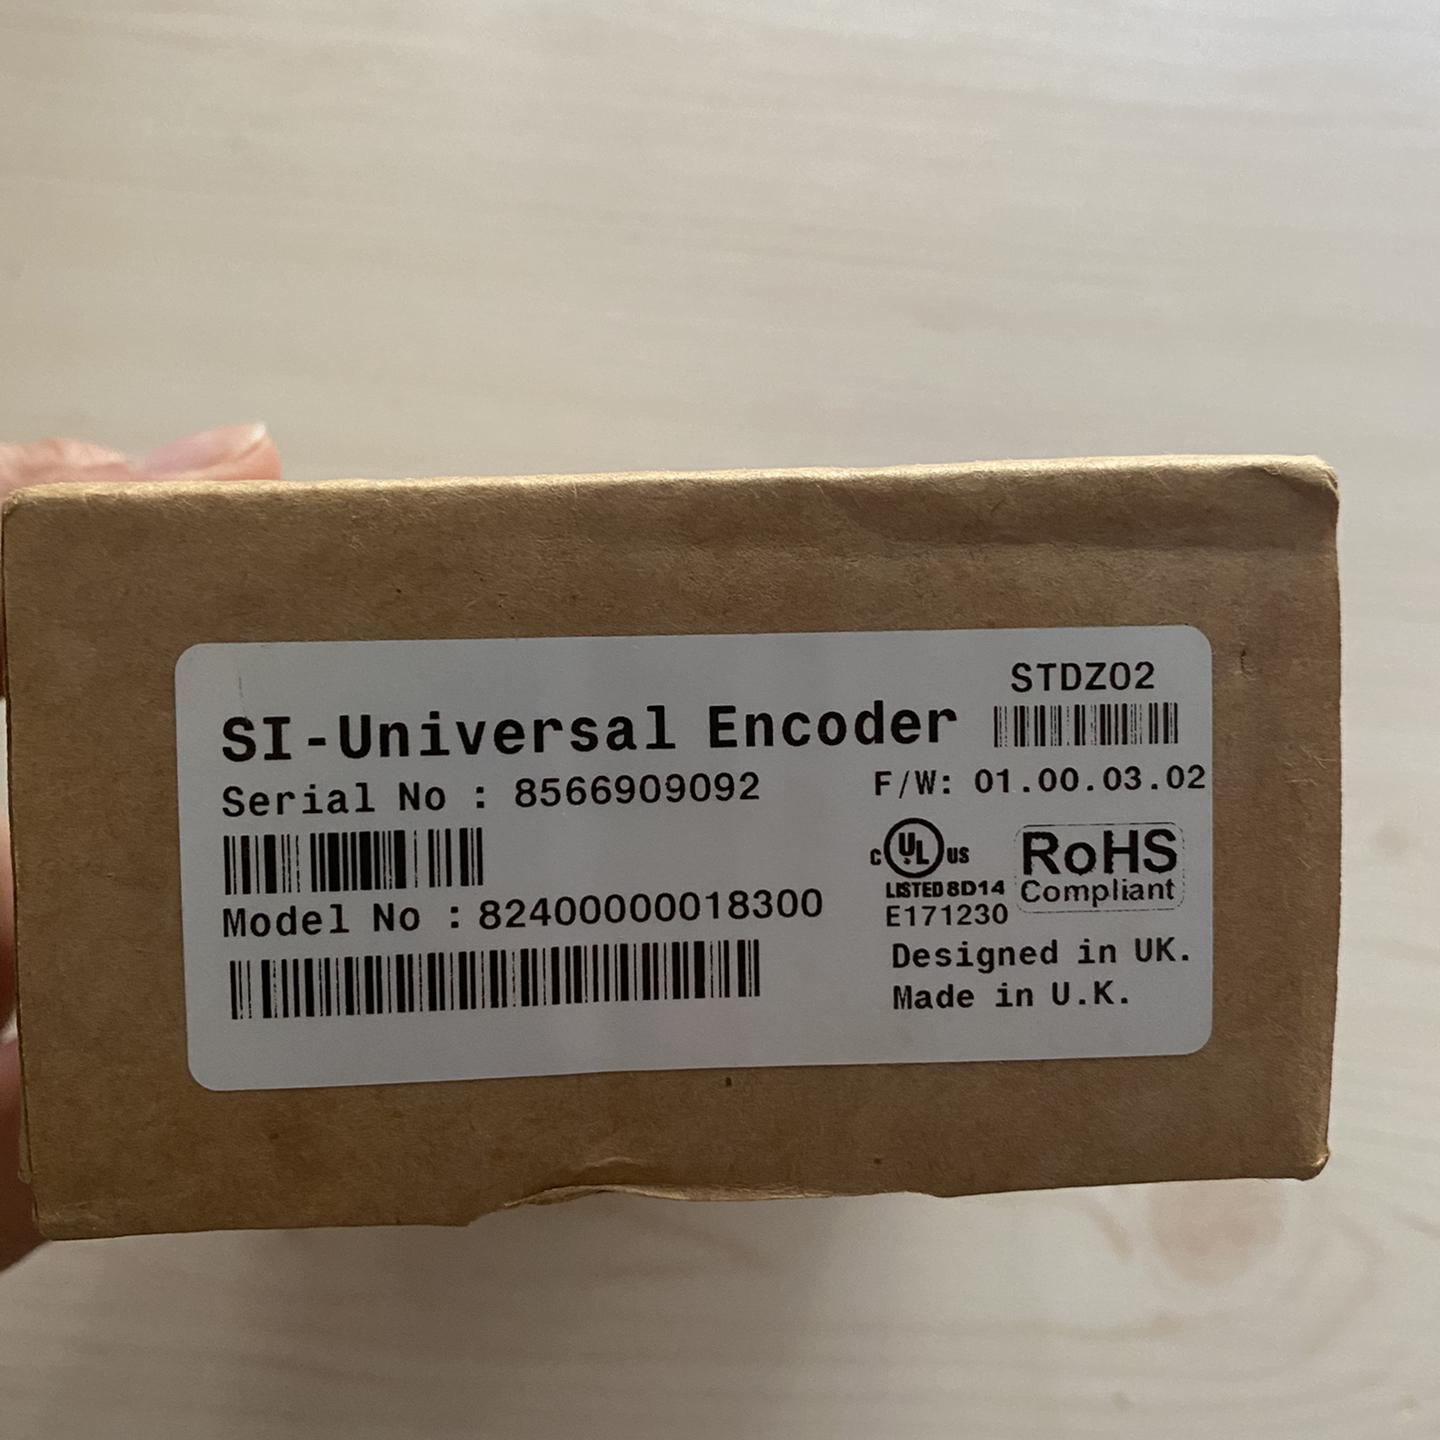 STDZ02
SI-Universal Encoder
Serial No : 8566909092
F/W: 01.00.03.02
C UL US
LISTED 8D14
E171230
RoHS
Compliant
Model No : 82400000018300
Designed in UK.
Made in U.K.